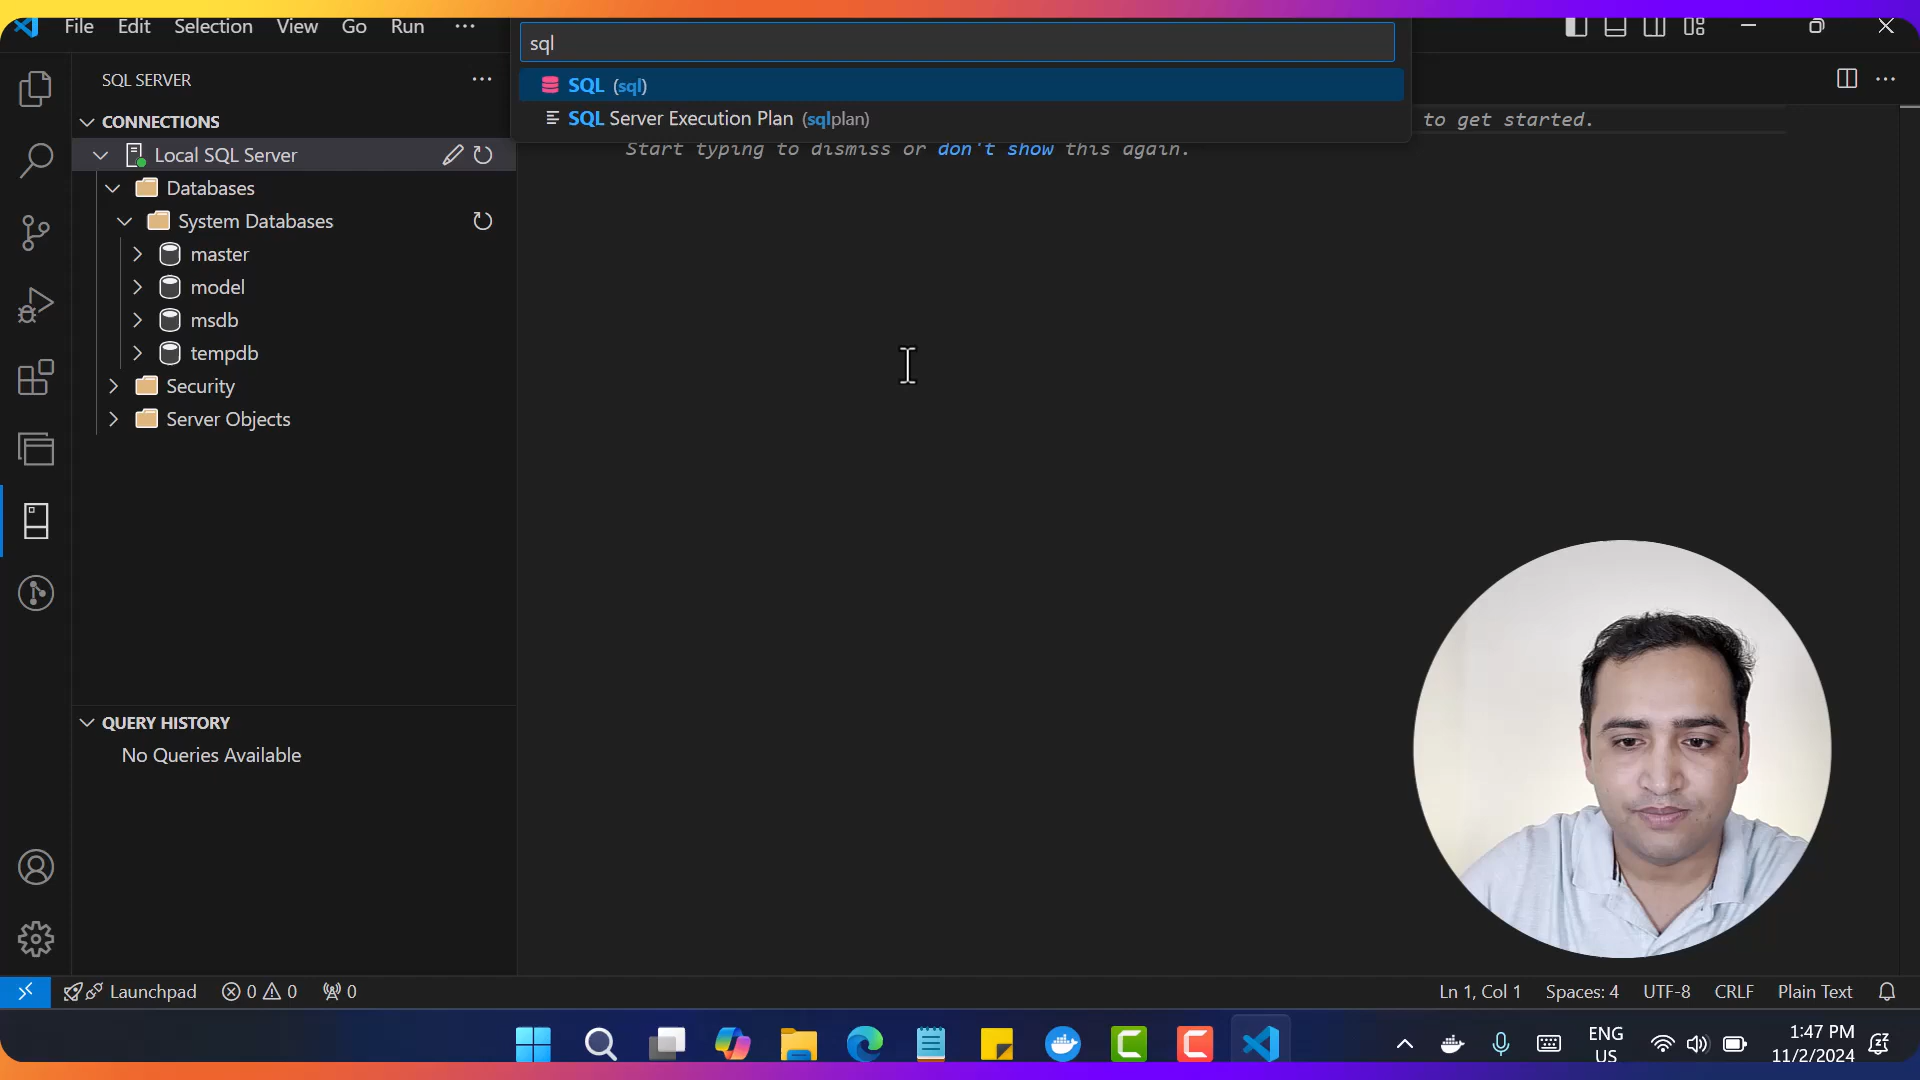 File Edit Selection View Go Run ···
sql
SQL (sql)
SQL Server Execution Plan (sqlplan)
to get started.
Start typing to dismiss or don't show this again.
SQL SERVER
CONNECTIONS
Local SQL Server
Databases
System Databases
master
model
msdb
tempdb
Security
Server Objects
QUERY HISTORY
No Queries Available
Launchpad 0 0 0 Ln 1, Col 1 Spaces: 4 UTF-8 CRLF Plain Text
ENG
US
1:47 PM
11/2/2024